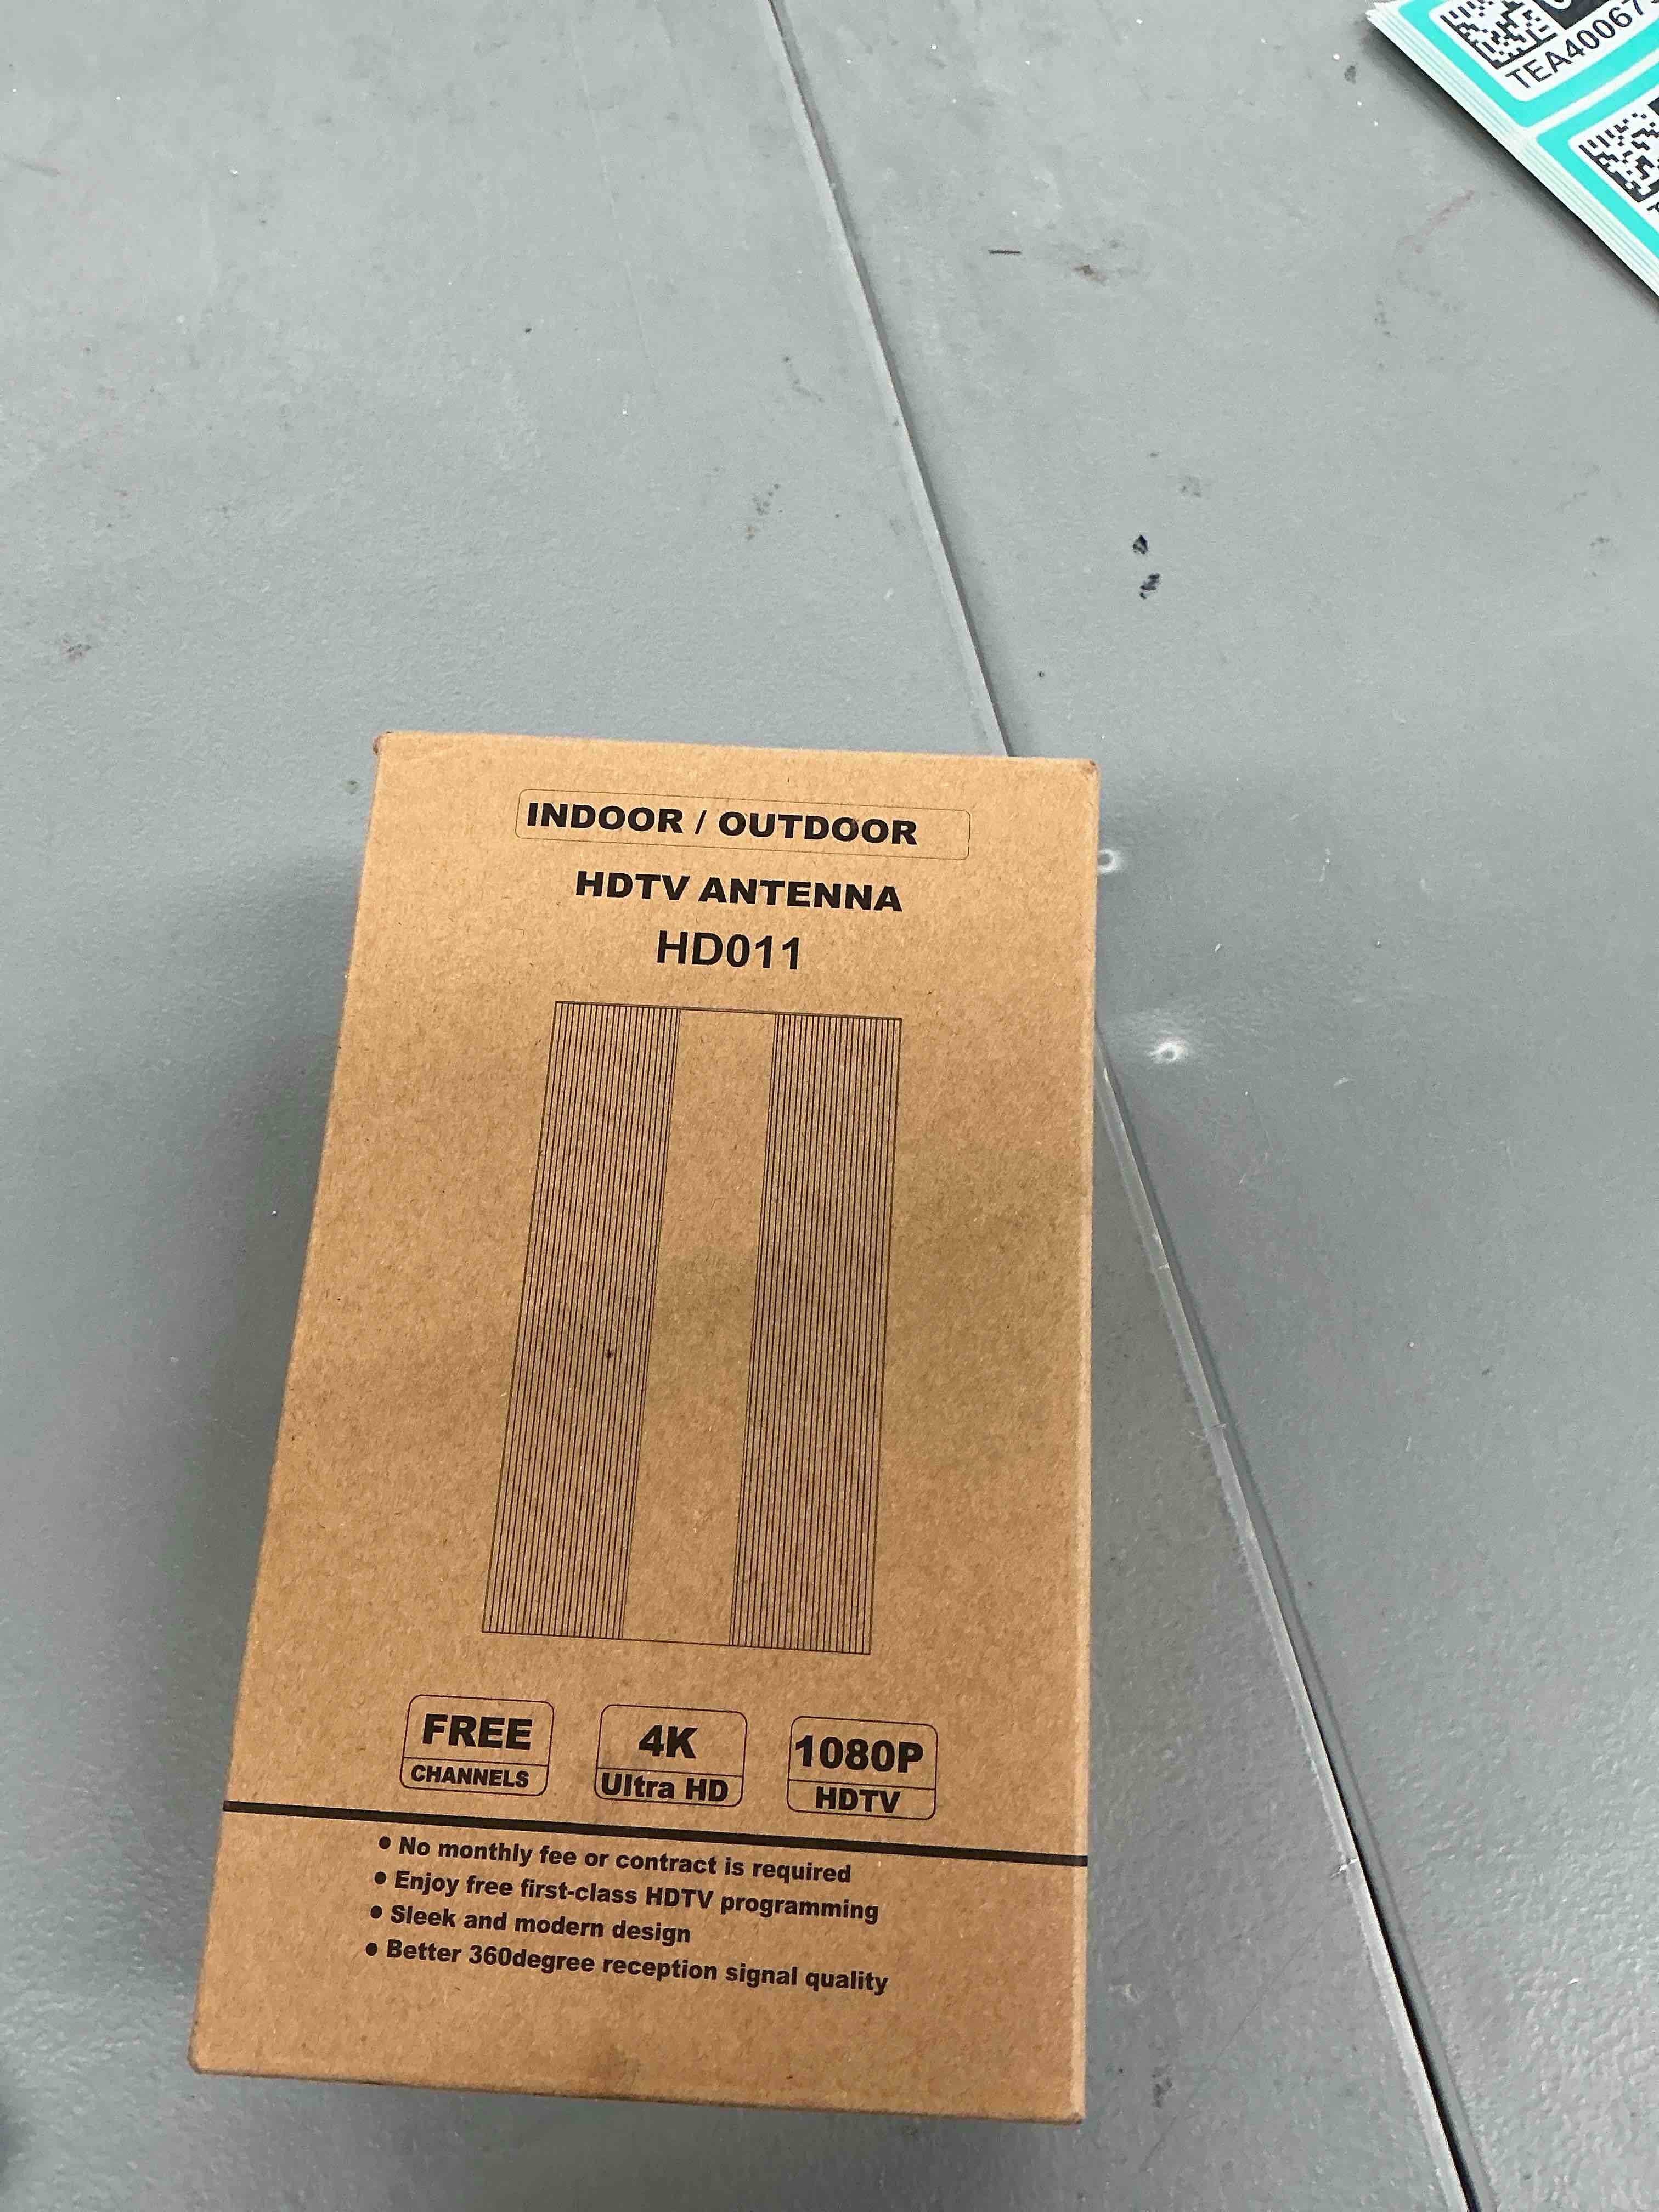 INDOOR / OUTDOOR
HDTV ANTENNA
HD011
FREE
CHANNELS
4K
Ultra HD
1080P
HDTV
• No monthly fee or contract is required
• Enjoy free first-class HDTV programming
• Sleek and modern design
• Better 360degree reception signal quality